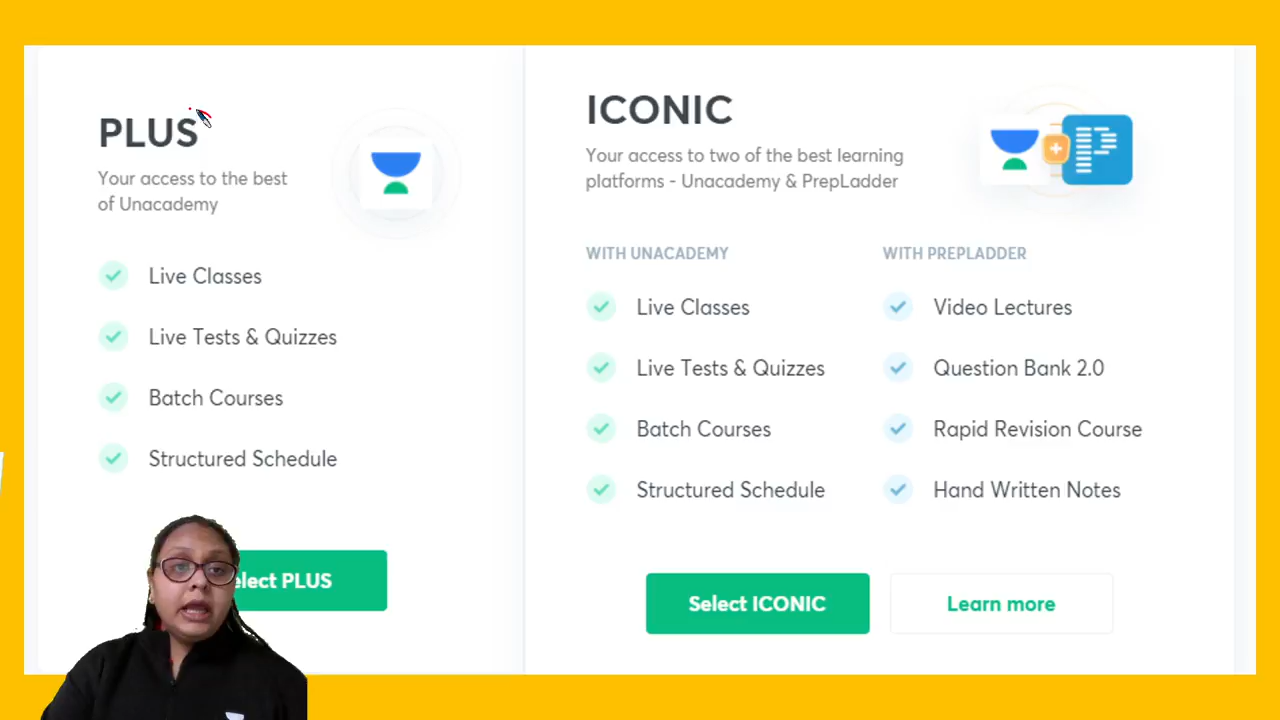 PLUS
Your access to the best
of Unacademy
Live Classes
Live Tests & Quizzes
Batch Courses
Structured Schedule
elect PLUS
ICONIC
Your access to two of the best learning
platforms - Unacademy & PrepLadder
WITH UNACADEMY
Live Classes
Live Tests & Quizzes
Batch Courses
Structured Schedule
WITH PREPLADDER
Video Lectures
Question Bank 2.0
Rapid Revision Course
Hand Written Notes
Select ICONIC
Learn more